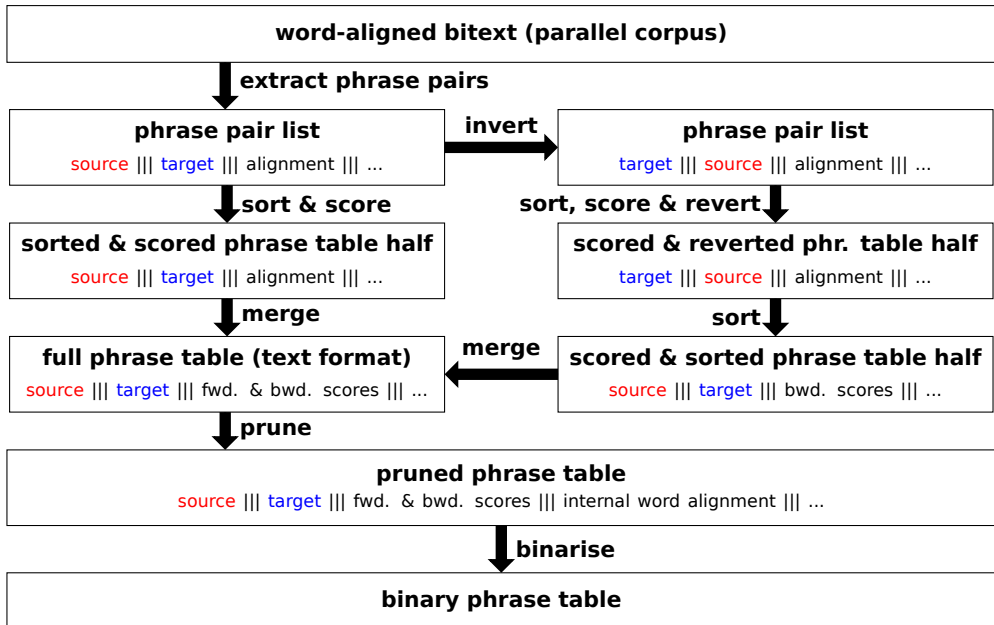 word-aligned bitext (parallel corpus)
extract phrase pairs
phrase pair list
source ||| target ||| alignment ||| ...
invert
phrase pair list
target ||| source ||| alignment ||| ...
sort & score
sort, score & revert
sorted & scored phrase table half
source ||| target ||| alignment ||| ...
scored & reverted phr. table half
target ||| source ||| alignment ||| ...
merge
sort
full phrase table (text format)
source ||| target ||| fwd. & bwd. scores ||| ...
merge
scored & sorted phrase table half
source ||| target ||| bwd. scores ||| ...
prune
pruned phrase table
source ||| target ||| fwd. & bwd. scores ||| internal word alignment ||| ...
binarise
binary phrase table